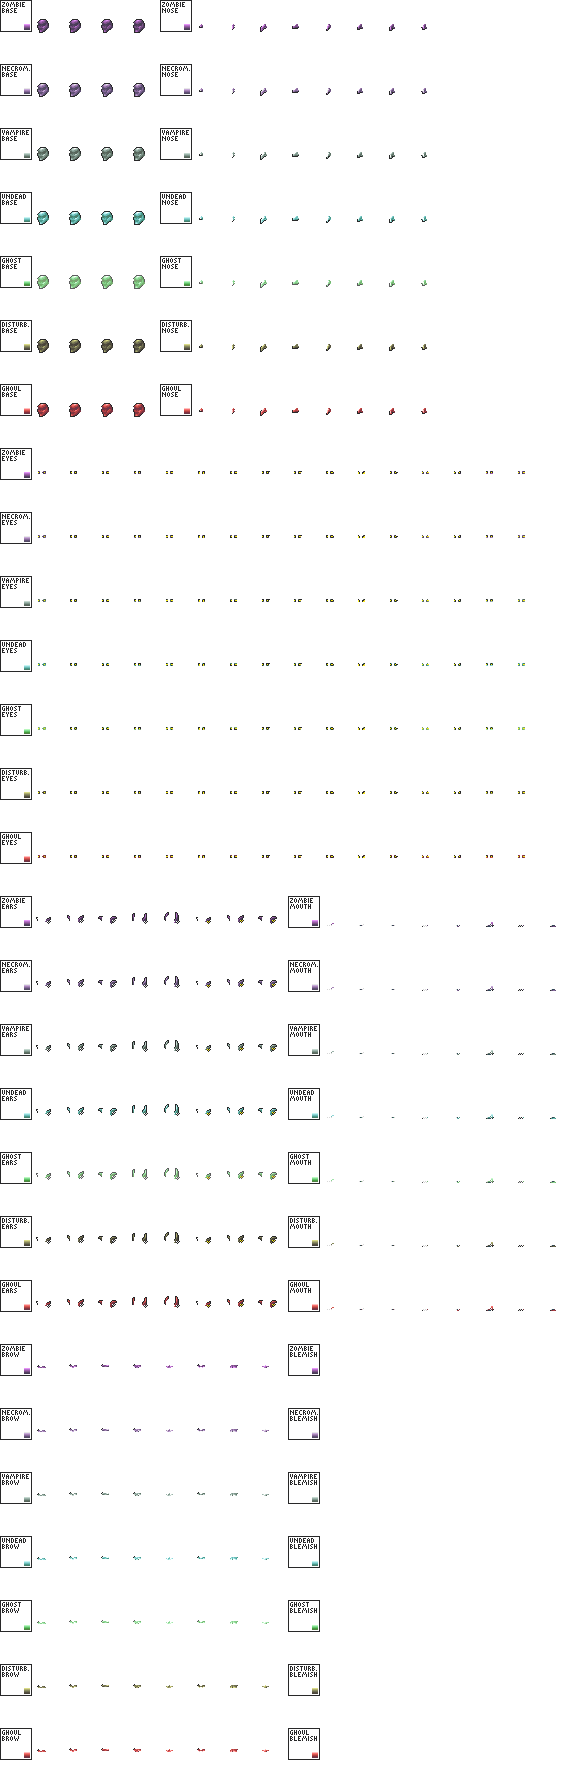 ZOMBIE
BASE
ZOMBIE
NOSE
NECROM.
BASE
NECROM.
NOSE
VAMPIRE
BASE
VAMPIRE
NOSE
UNDEAD
BASE
UNDEAD
NOSE
GHOST
BASE
GHOST
NOSE
DISTURB.
BASE
DISTURB.
NOSE
GHOUL
BASE
GHOUL
NOSE
ZOMBIE
EYES
NECROM.
EYES
VAMPIRE
EYES
UNDEAD
EYES
GHOST
EYES
DISTURB.
EYES
GHOUL
EYES
ZOMBIE
EARS
ZOMBIE
MOUTH
NECROM.
EARS
NECROM.
MOUTH
VAMPIRE
EARS
VAMPIRE
MOUTH
UNDEAD
EARS
UNDEAD
MOUTH
GHOST
EARS
GHOST
MOUTH
DISTURB.
EARS
DISTURB.
MOUTH
GHOUL
EARS
GHOUL
MOUTH
ZOMBIE
BROW
ZOMBIE
BLEMISH
NECROM.
BROW
NECROM.
BLEMISH
VAMPIRE
BROW
VAMPIRE
BLEMISH
UNDEAD
BROW
UNDEAD
BLEMISH
GHOST
BROW
GHOST
BLEMISH
DISTURB.
BROW
DISTURB.
BLEMISH
GHOUL
BROW
GHOUL
BLEMISH